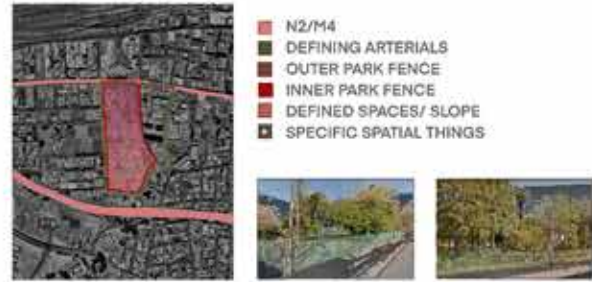 N2/M4
DEFINING ARTERIALS
OUTER PARK FENCE
INNER PARK FENCE
DEFINED SPACES/ SLOPE
SPECIFIC SPATIAL THINGS